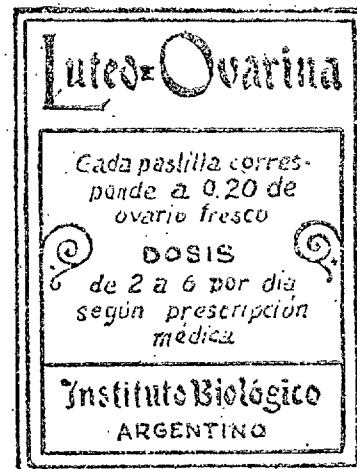 Luteo=Ovarina
Cada pastilla corres-
ponde a 0.20 de
ovario fresco
DOSIS
de 2 a 6 por dia
según prescripción
médica
Instituto Biológico
ARGENTINO